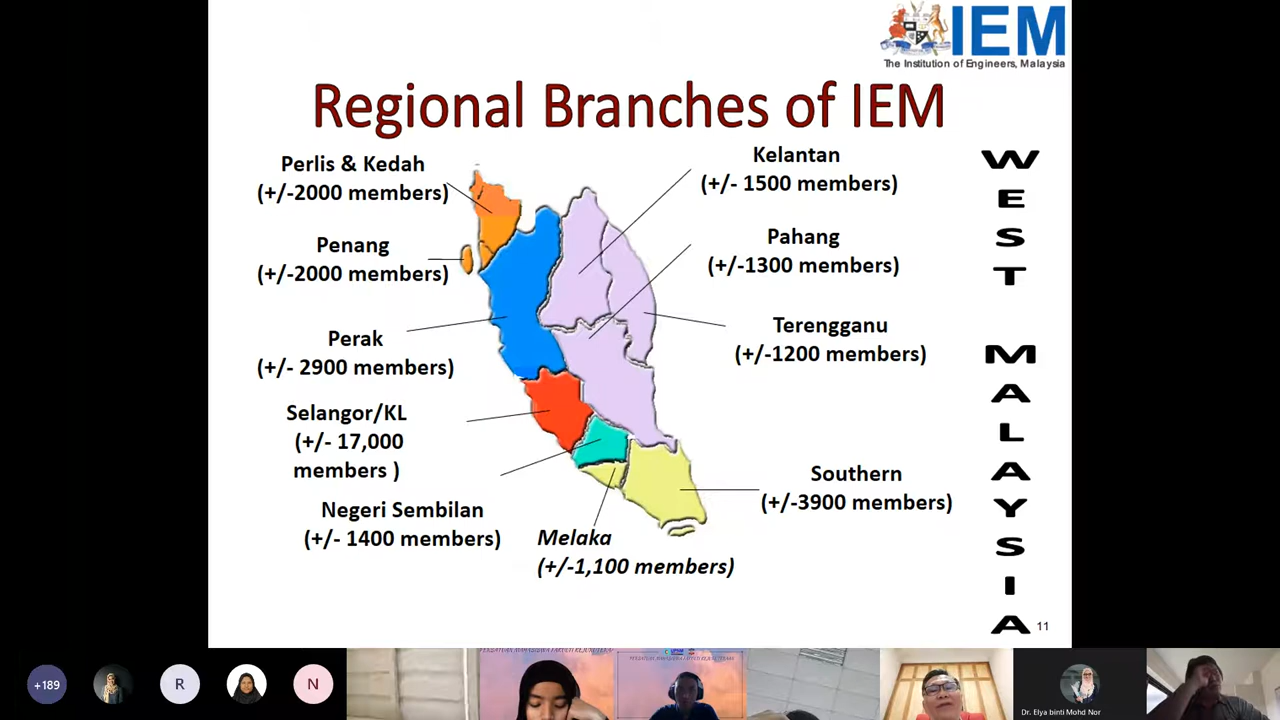 IEM
The Institution of Engineers, Malaysia
Regional Branches of IEM
Perlis & Kedah
(+/-2000 members)
Penang
(+/-2000 members)
Perak
(+/- 2900 members)
Selangor/KL
(+/- 17,000
members )
Negeri Sembilan
(+/- 1400 members)
Melaka
(+/-1,100 members)
Kelantan
(+/- 1500 members)
Pahang
(+/-1300 members)
Terengganu
(+/-1200 members)
Southern
(+/-3900 members)
WEST MALAYSIA
11
+189
R
N
Dr. Elya binti Mohd Nor